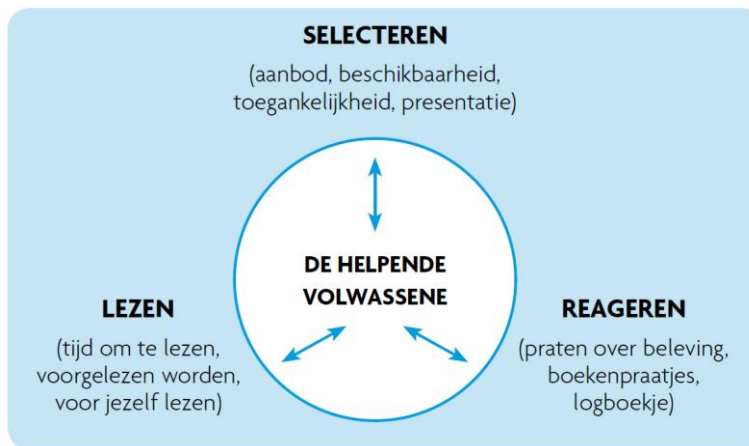 SELECTEREN
(aanbod, beschikbaarheid,
toegankelijkheid, presentatie)
DE HELPENDE
VOLWASSENE
LEZEN
(tijd om te lezen,
voorgelezen worden,
voor jezelf lezen)
REAGEREN
(praten over beleving,
boekenpraatjes,
logboekje)